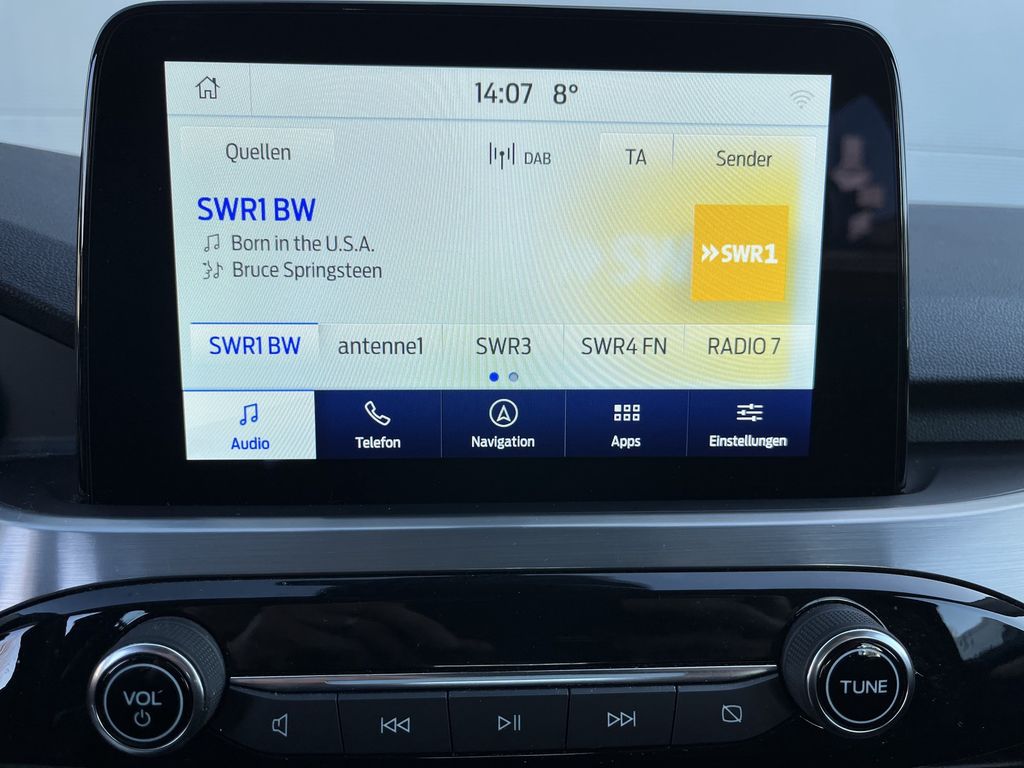 14:07 8°
Quellen DAB TA Sender
SWR1 BW
Born in the U.S.A.
Bruce Springsteen
»SWR1
SWR1 BW antenne1 SWR3 SWR4 FN RADIO 7
Audio Telefon Navigation Apps Einstellungen
VOL
TUNE